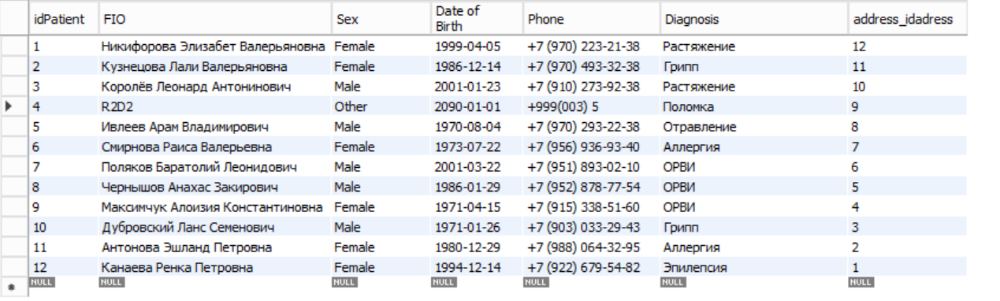 idPatient FIO Sex Date of Birth Phone Diagnosis address_idadress
1 Никифорова Элизабет Валерьяновна Female 1999-04-05 +7 (970) 223-21-38 Растяжение 12
2 Кузнецова Лали Валерьяновна Female 1986-12-14 +7 (970) 493-32-38 Грипп 11
3 Королёв Леонард Антонинович Male 2001-01-23 +7 (910) 273-92-38 Растяжение 10
4 R2D2 Other 2090-01-01 +999(003) 5 Поломка 9
5 Ивлеев Арам Владимирович Male 1970-08-04 +7 (970) 293-22-38 Отравление 8
6 Смирнова Раиса Валерьевна Female 1973-07-22 +7 (956) 936-93-40 Аллергия 7
7 Поляков Баратолий Леонидович Male 2001-03-22 +7 (951) 893-02-10 ОРВИ 6
8 Чернышов Анахас Закирович Male 1986-01-29 +7 (952) 878-77-54 ОРВИ 5
9 Максимчук Алоизия Константиновна Female 1971-04-15 +7 (915) 338-51-60 ОРВИ 4
10 Дубровский Ланс Семенович Male 1971-01-26 +7 (903) 033-29-43 Грипп 3
11 Антонова Эшланд Петровна Female 1980-12-29 +7 (988) 064-32-95 Аллергия 2
12 Канаева Ренка Петровна Female 1994-12-14 +7 (922) 679-54-82 Эпилепсия 1
NULL NULL NULL NULL NULL NULL NULL